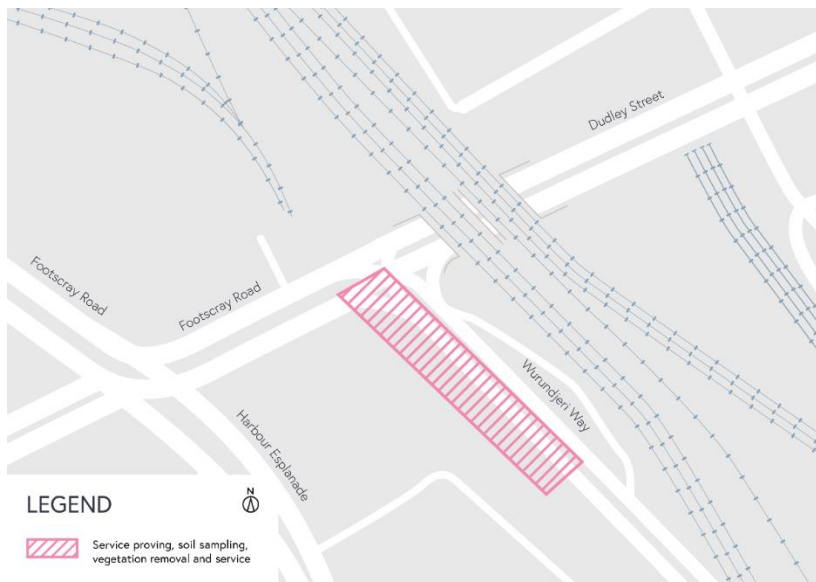 Dudley Street
Footscray Road
Footscray Road
Wurundjeri Way
Harbour Esplanade
LEGEND
N
Service proving, soil sampling,
vegetation removal and service